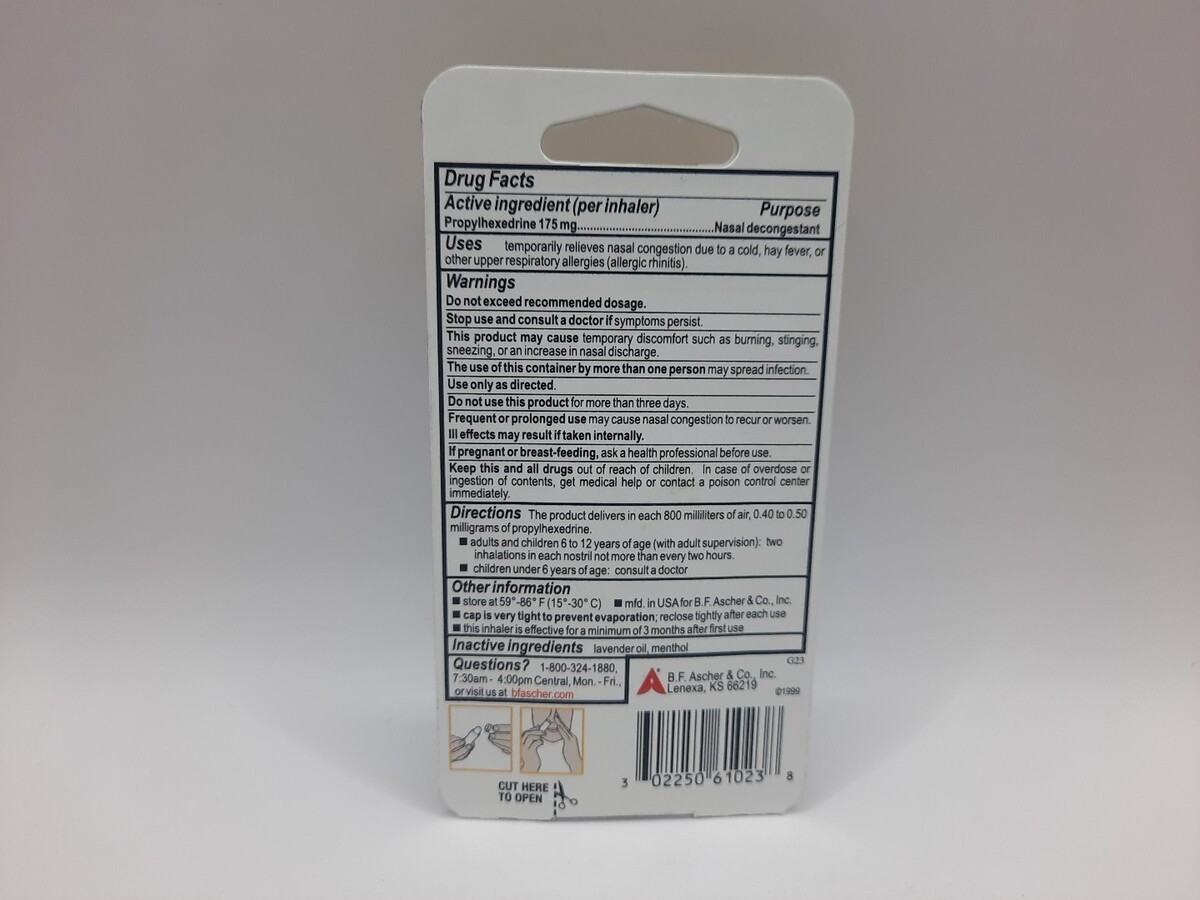 Drug Facts
Active ingredient (per inhaler) Purpose
Propylhexedrine 175 mg..........................................Nasal decongestant
Uses temporarily relieves nasal congestion due to a cold, hay fever, or
other upper respiratory allergies (allergic rhinitis).
Warnings
Do not exceed recommended dosage.
Stop use and consult a doctor if symptoms persist.
This product may cause temporary discomfort such as burning, stinging,
sneezing, or an increase in nasal discharge.
The use of this container by more than one person may spread infection.
Use only as directed.
Do not use this product for more than three days.
Frequent or prolonged use may cause nasal congestion to recur or worsen.
Ill effects may result if taken internally.
If pregnant or breast-feeding, ask a health professional before use.
Keep this and all drugs out of reach of children. In case of overdose or
ingestion of contents, get medical help or contact a poison control center
immediately.
Directions The product delivers in each 800 milliliters of air, 0.40 to 0.50
milligrams of propylhexedrine.
■ adults and children 6 to 12 years of age (with adult supervision): two
inhalations in each nostril not more than every two hours.
■ children under 6 years of age: consult a doctor
Other information
■ store at 59°-86° F (15°-30° C) ■ mfd. in USA for B.F. Ascher & Co., Inc.
■ cap is very tight to prevent evaporation; reclose tightly after each use
■ this inhaler is effective for a minimum of 3 months after first use
Inactive ingredients lavender oil, menthol
Questions? 1-800-324-1880,
7:30am - 4:00pm Central, Mon. - Fri.,
or visit us at bfascher.com
G23
B.F. Ascher & Co., Inc.
Lenexa, KS 66219 ©1999
CUT HERE
TO OPEN
3 02250 61023 8